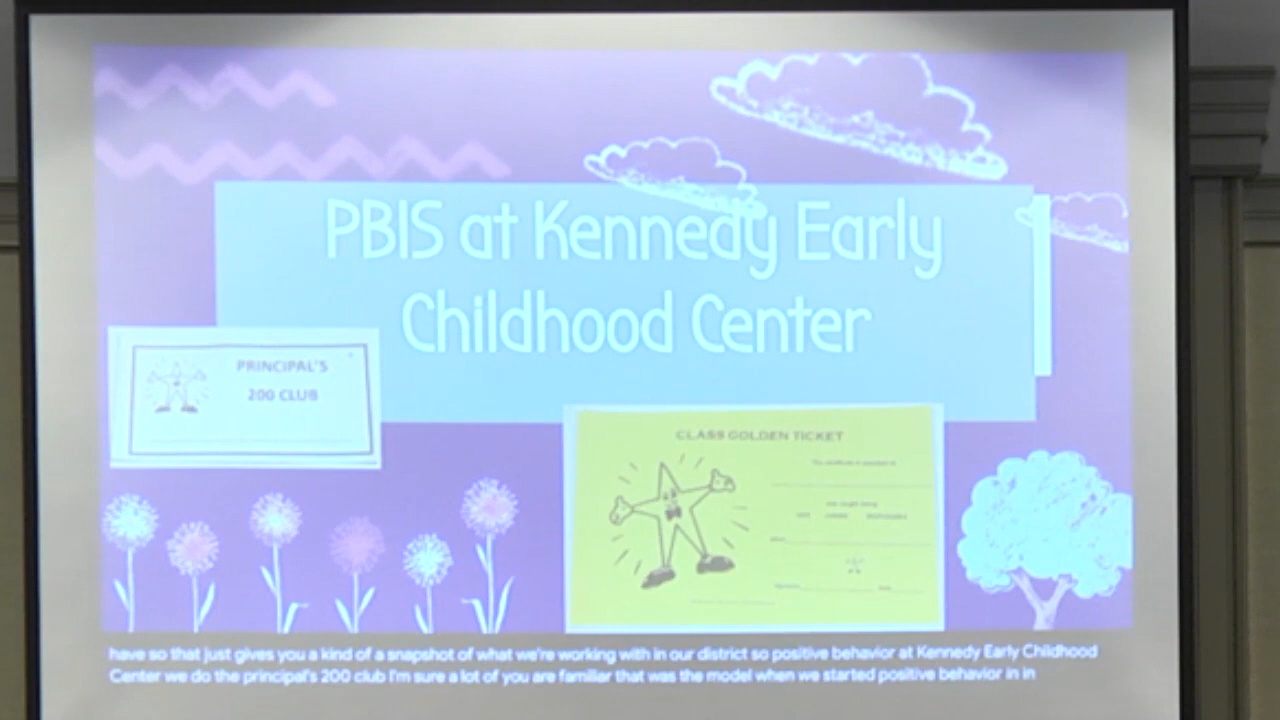 PBIS at Kennedy Early
Childhood Center
PRINCIPAL'S
200 CLUB
CLASS GOLDEN TICKET
have so that just gives you a kind of a snapshot of what we're working with in our district so positive behavior at Kennedy Early Childhood
Center we do the principal's 200 club I'm sure a lot of you are familiar that was the model when we started positive behavior in in